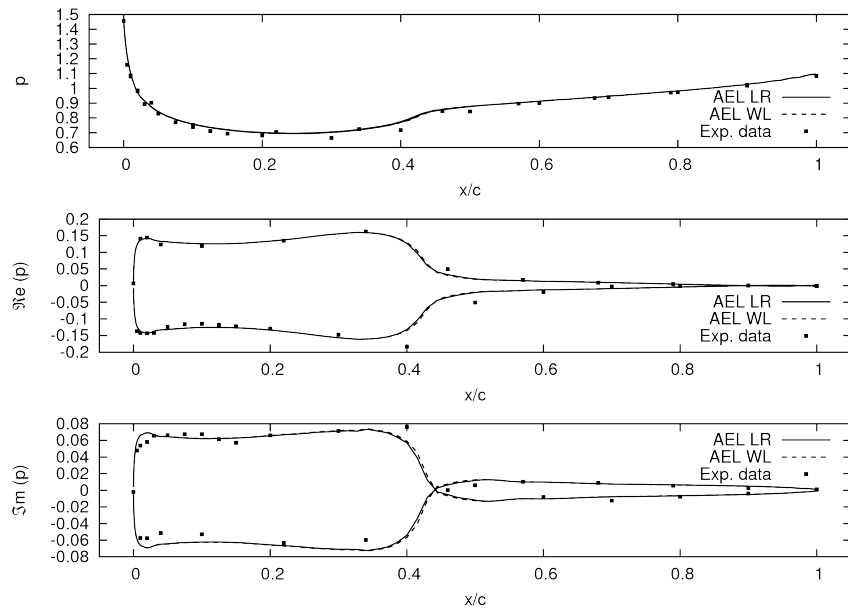 1.5
1.4
1.3
1.2
1.1
1
0.9
0.8
0.7
0.6
p
AEL LR
AEL WL
Exp. data
0 0.2 0.4 0.6 0.8 1
x/c
0.2
0.15
0.1
0.05
0
-0.05
-0.1
-0.15
-0.2
ℜe (p)
AEL LR
AEL WL
Exp. data
0 0.2 0.4 0.6 0.8 1
x/c
0.08
0.06
0.04
0.02
0
-0.02
-0.04
-0.06
-0.08
ℑm (p)
AEL LR
AEL WL
Exp. data
0 0.2 0.4 0.6 0.8 1
x/c